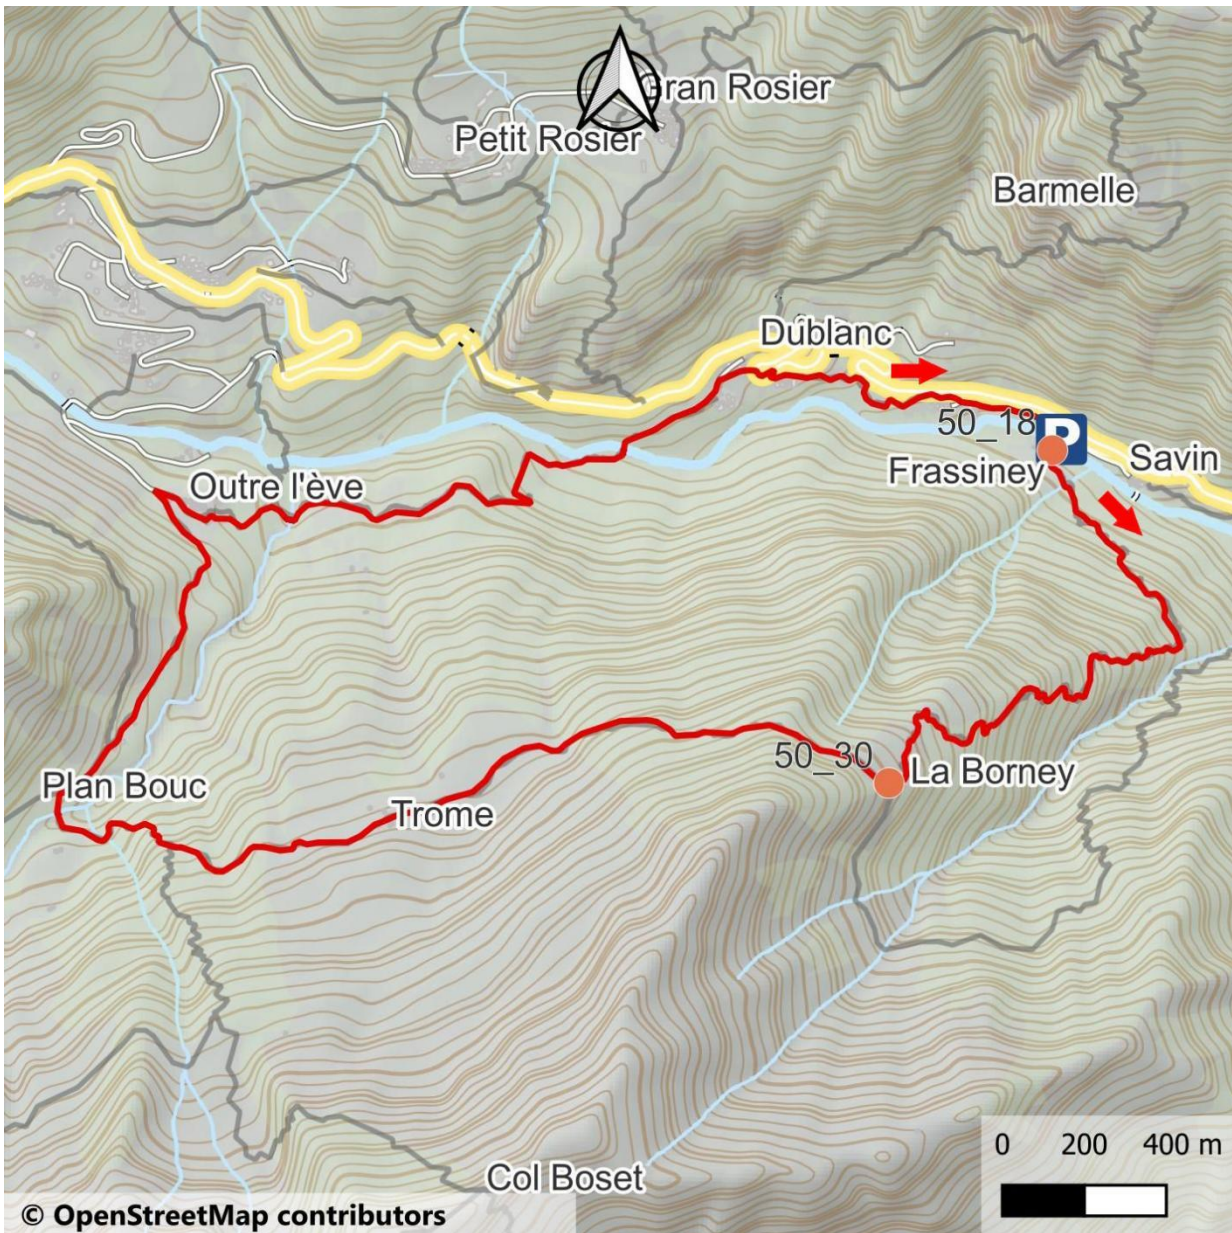 Gran Rosier
Petit Rosier
Barmelle
Dublanc
50_18
P
Savin
Frassiney
Outre l'ève
50_30
La Borney
Plan Bouc
Trome
0 200 400 m
Col Boset
© OpenStreetMap contributors